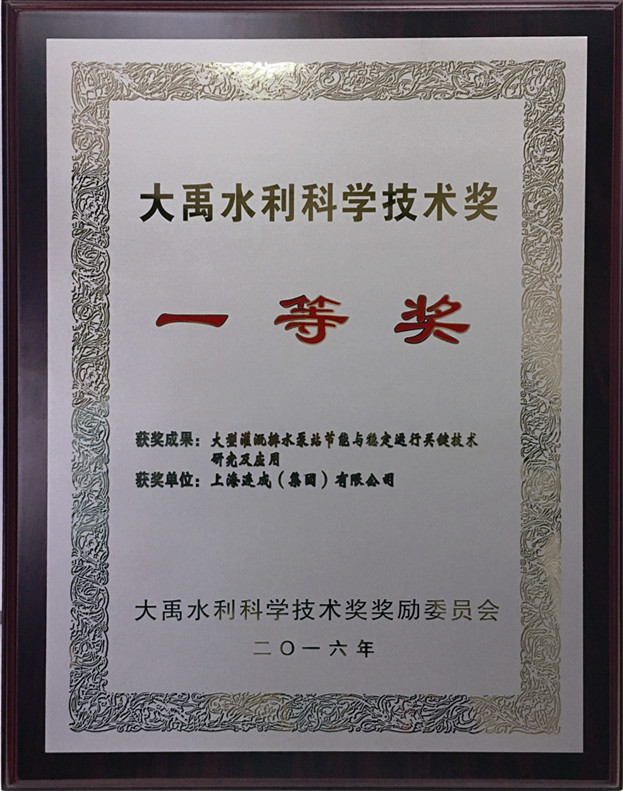 大禹水利科学技术奖
一等奖
获奖成果：大型灌溉排水泵站节能与稳定运行关键技术
研究及应用
获奖单位：上海连成（集团）有限公司
大禹水利科学技术奖奖励委员会
二〇一六年